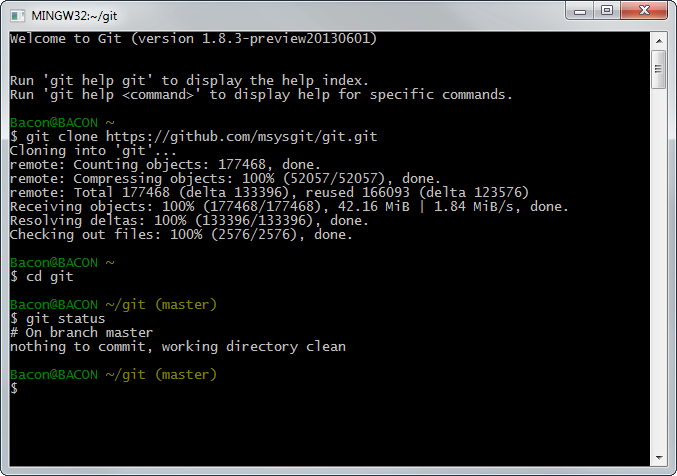 MINGW32:~/git
Welcome to Git (version 1.8.3-preview20130601)
Run 'git help git' to display the help index.
Run 'git help <command>' to display help for specific commands.
Bacon@BACON ~
$ git clone https://github.com/msysgit/git.git
Cloning into 'git'...
remote: Counting objects: 177468, done.
remote: Compressing objects: 100% (52057/52057), done.
remote: Total 177468 (delta 133396), reused 166093 (delta 123576)
Receiving objects: 100% (177468/177468), 42.16 MiB | 1.84 MiB/s, done.
Resolving deltas: 100% (133396/133396), done.
Checking out files: 100% (2576/2576), done.
Bacon@BACON ~
$ cd git
Bacon@BACON ~/git (master)
$ git status
# On branch master
nothing to commit, working directory clean
Bacon@BACON ~/git (master)
$